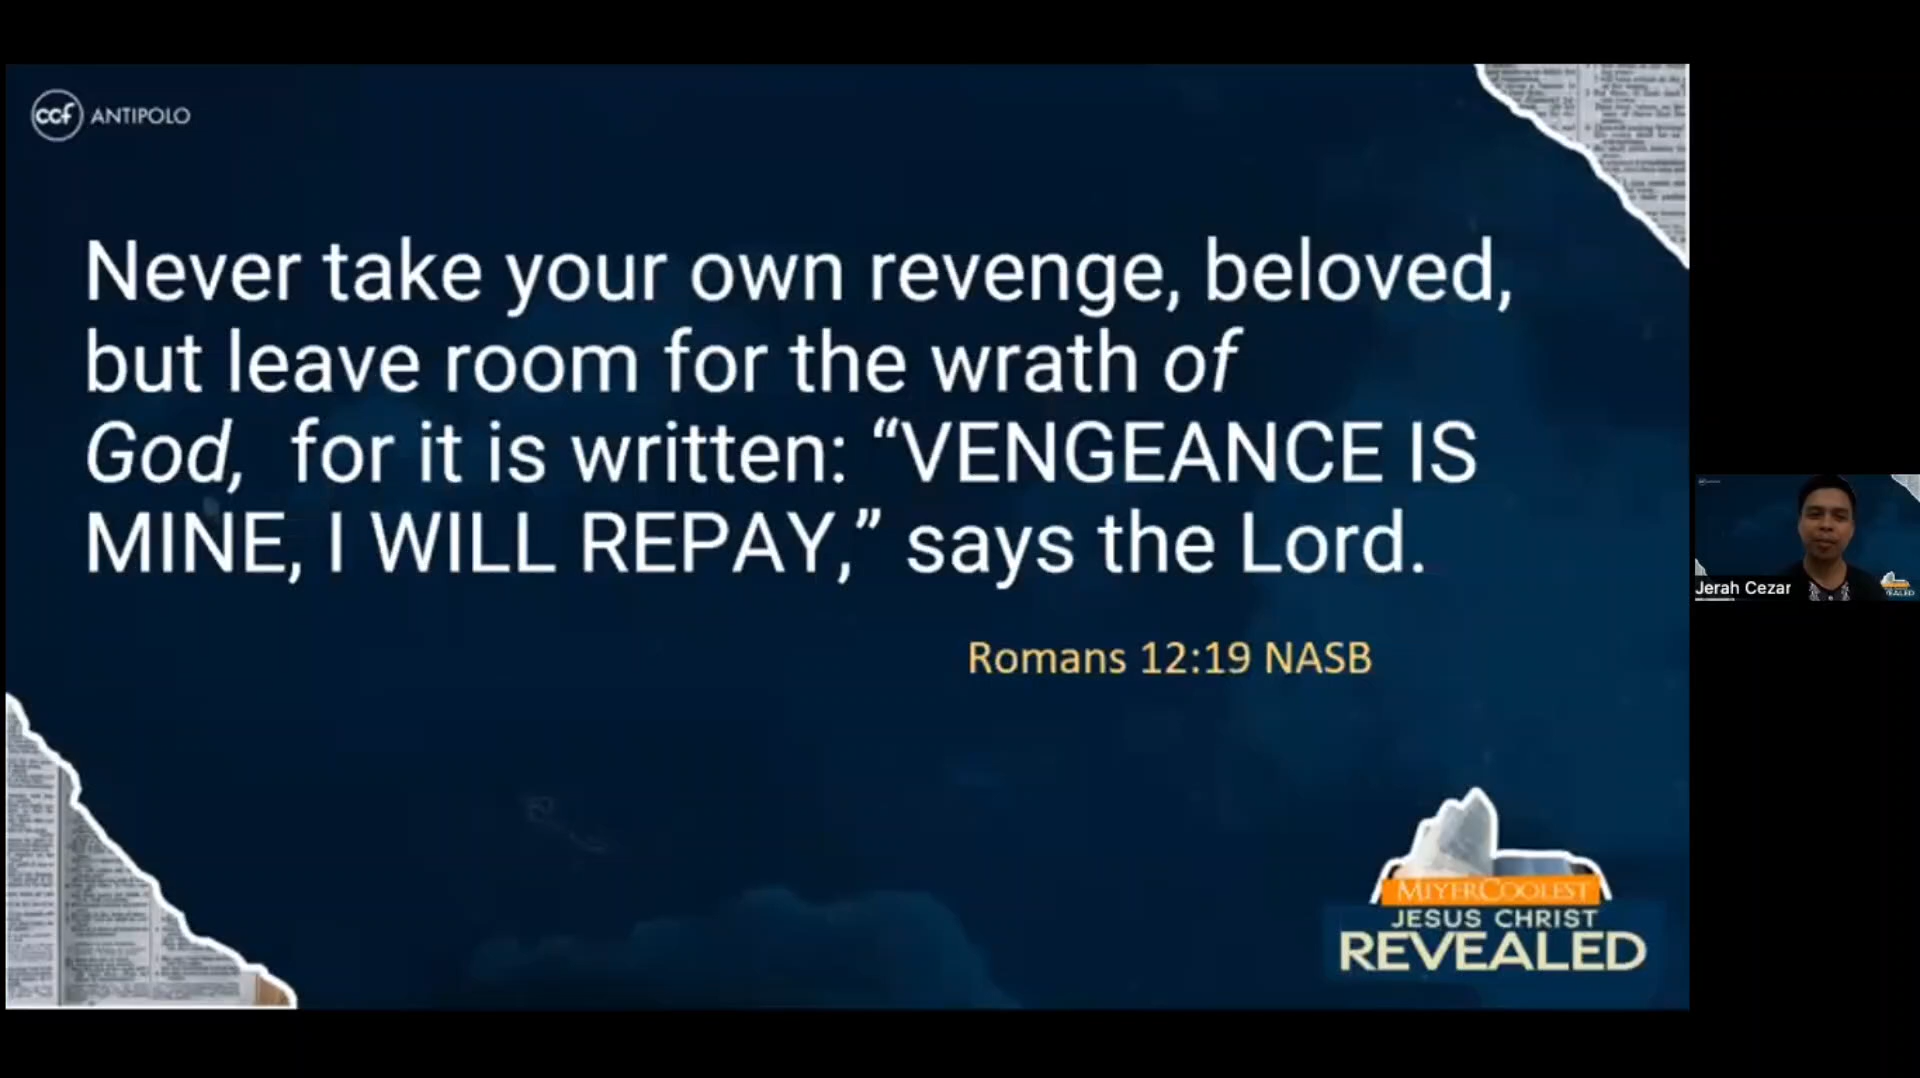 ccf ANTIPOLO
Never take your own revenge, beloved,
but leave room for the wrath of
God, for it is written: “VENGEANCE IS
MINE, I WILL REPAY,” says the Lord.
Romans 12:19 NASB
MIYERCOOLEST
JESUS CHRIST
REVEALED
Jerah Cezar